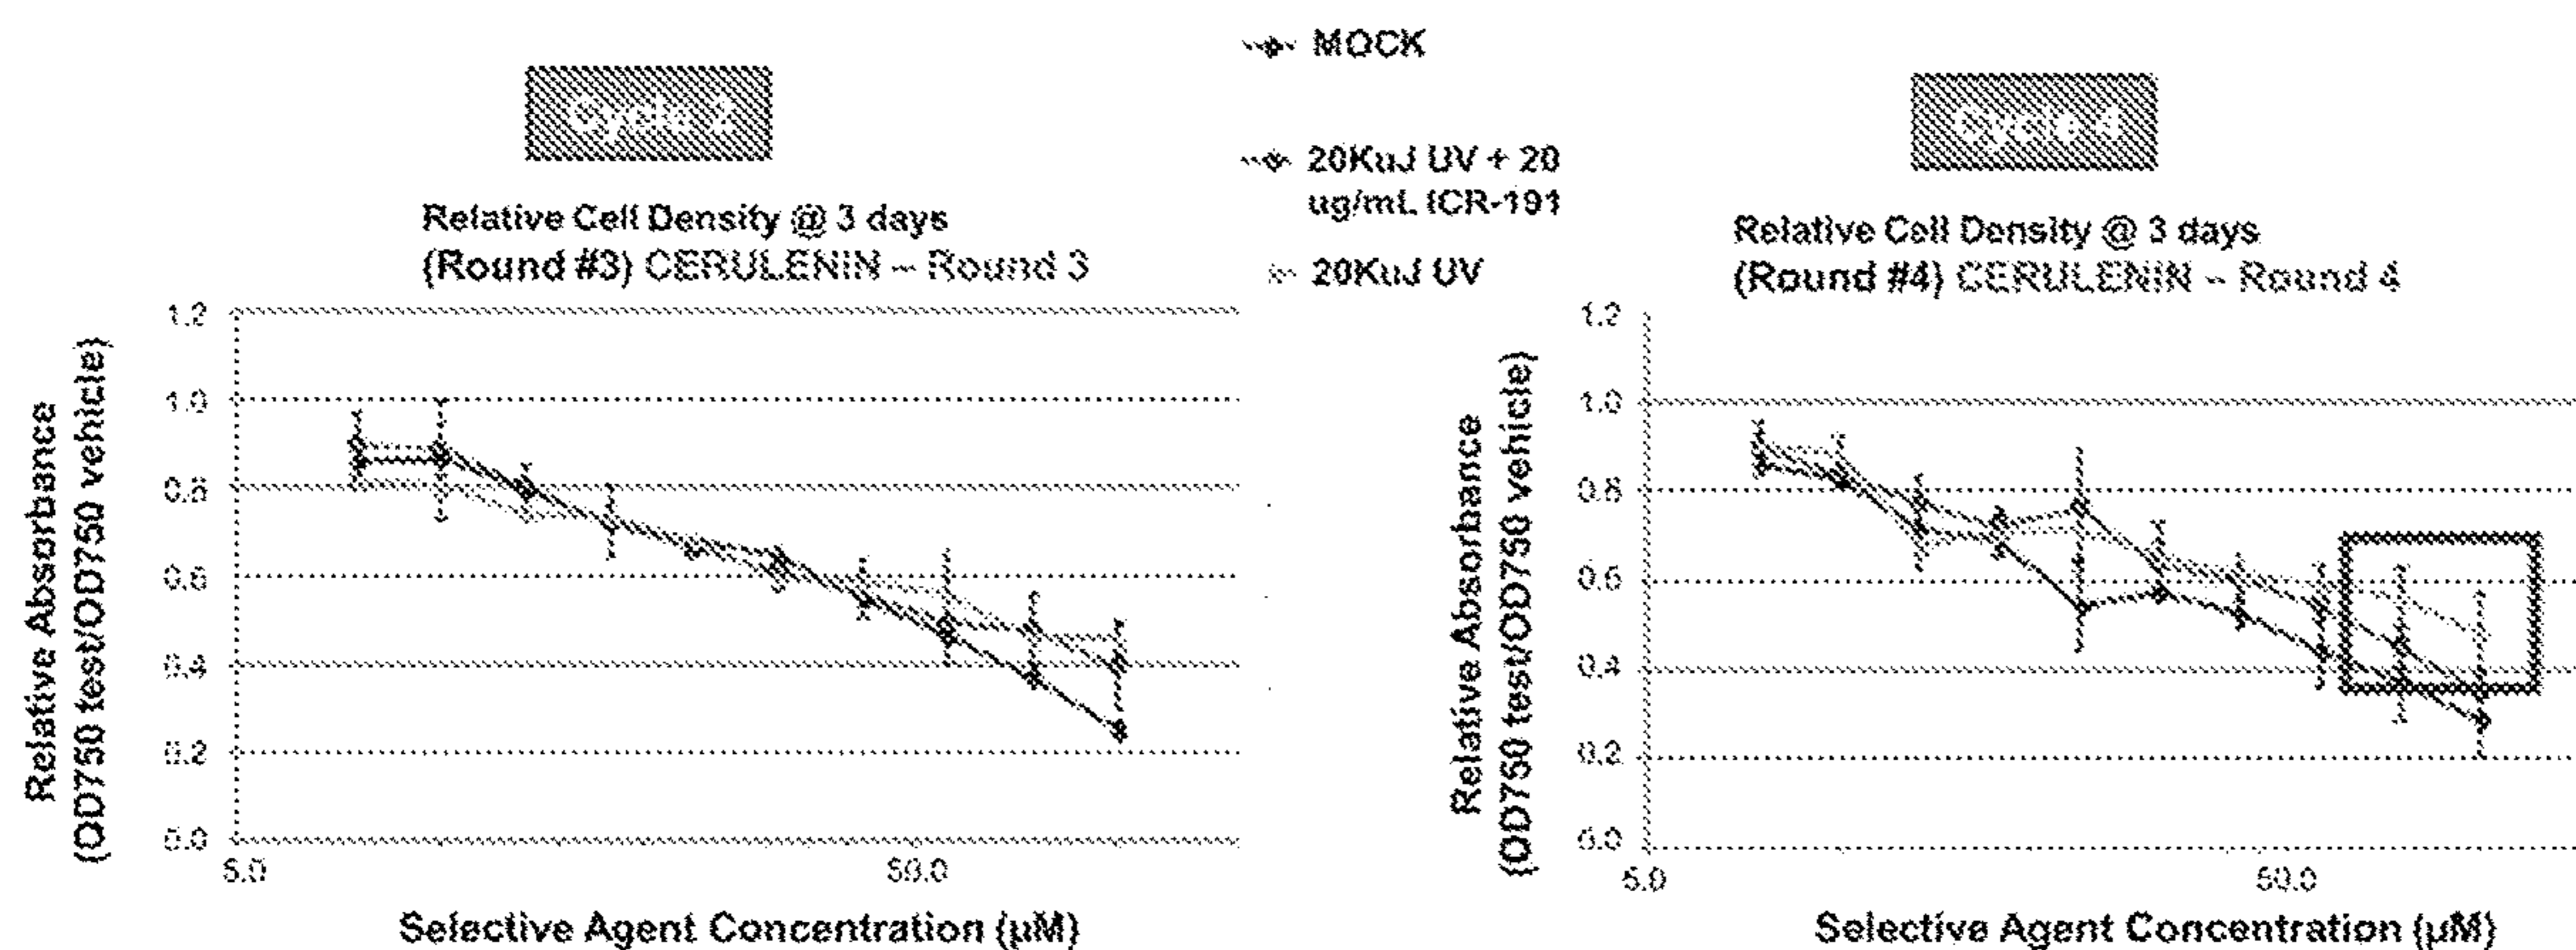 MOCK
20KuJ UV + 20
ug/mL ICR-191
20KuJ UV
Cycle 2
Relative Cell Density @ 3 days
(Round #3) CERULENIN – Round 3
Relative Absorbance
(OD750 test/OD750 vehicle)
1.2
1.0
0.8
0.6
0.4
0.2
0.0
5.0
50.0
Selective Agent Concentration (µM)
Cycle 4
Relative Cell Density @ 3 days
(Round #4) CERULENIN – Round 4
Relative Absorbance
(OD750 test/OD750 vehicle)
1.2
1.0
0.8
0.6
0.4
0.2
0.0
5.0
50.0
Selective Agent Concentration (µM)